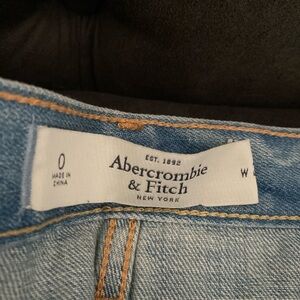 0
MADE IN
CHINA
EST. 1892
Abercrombie
& Fitch
NEW YORK
W